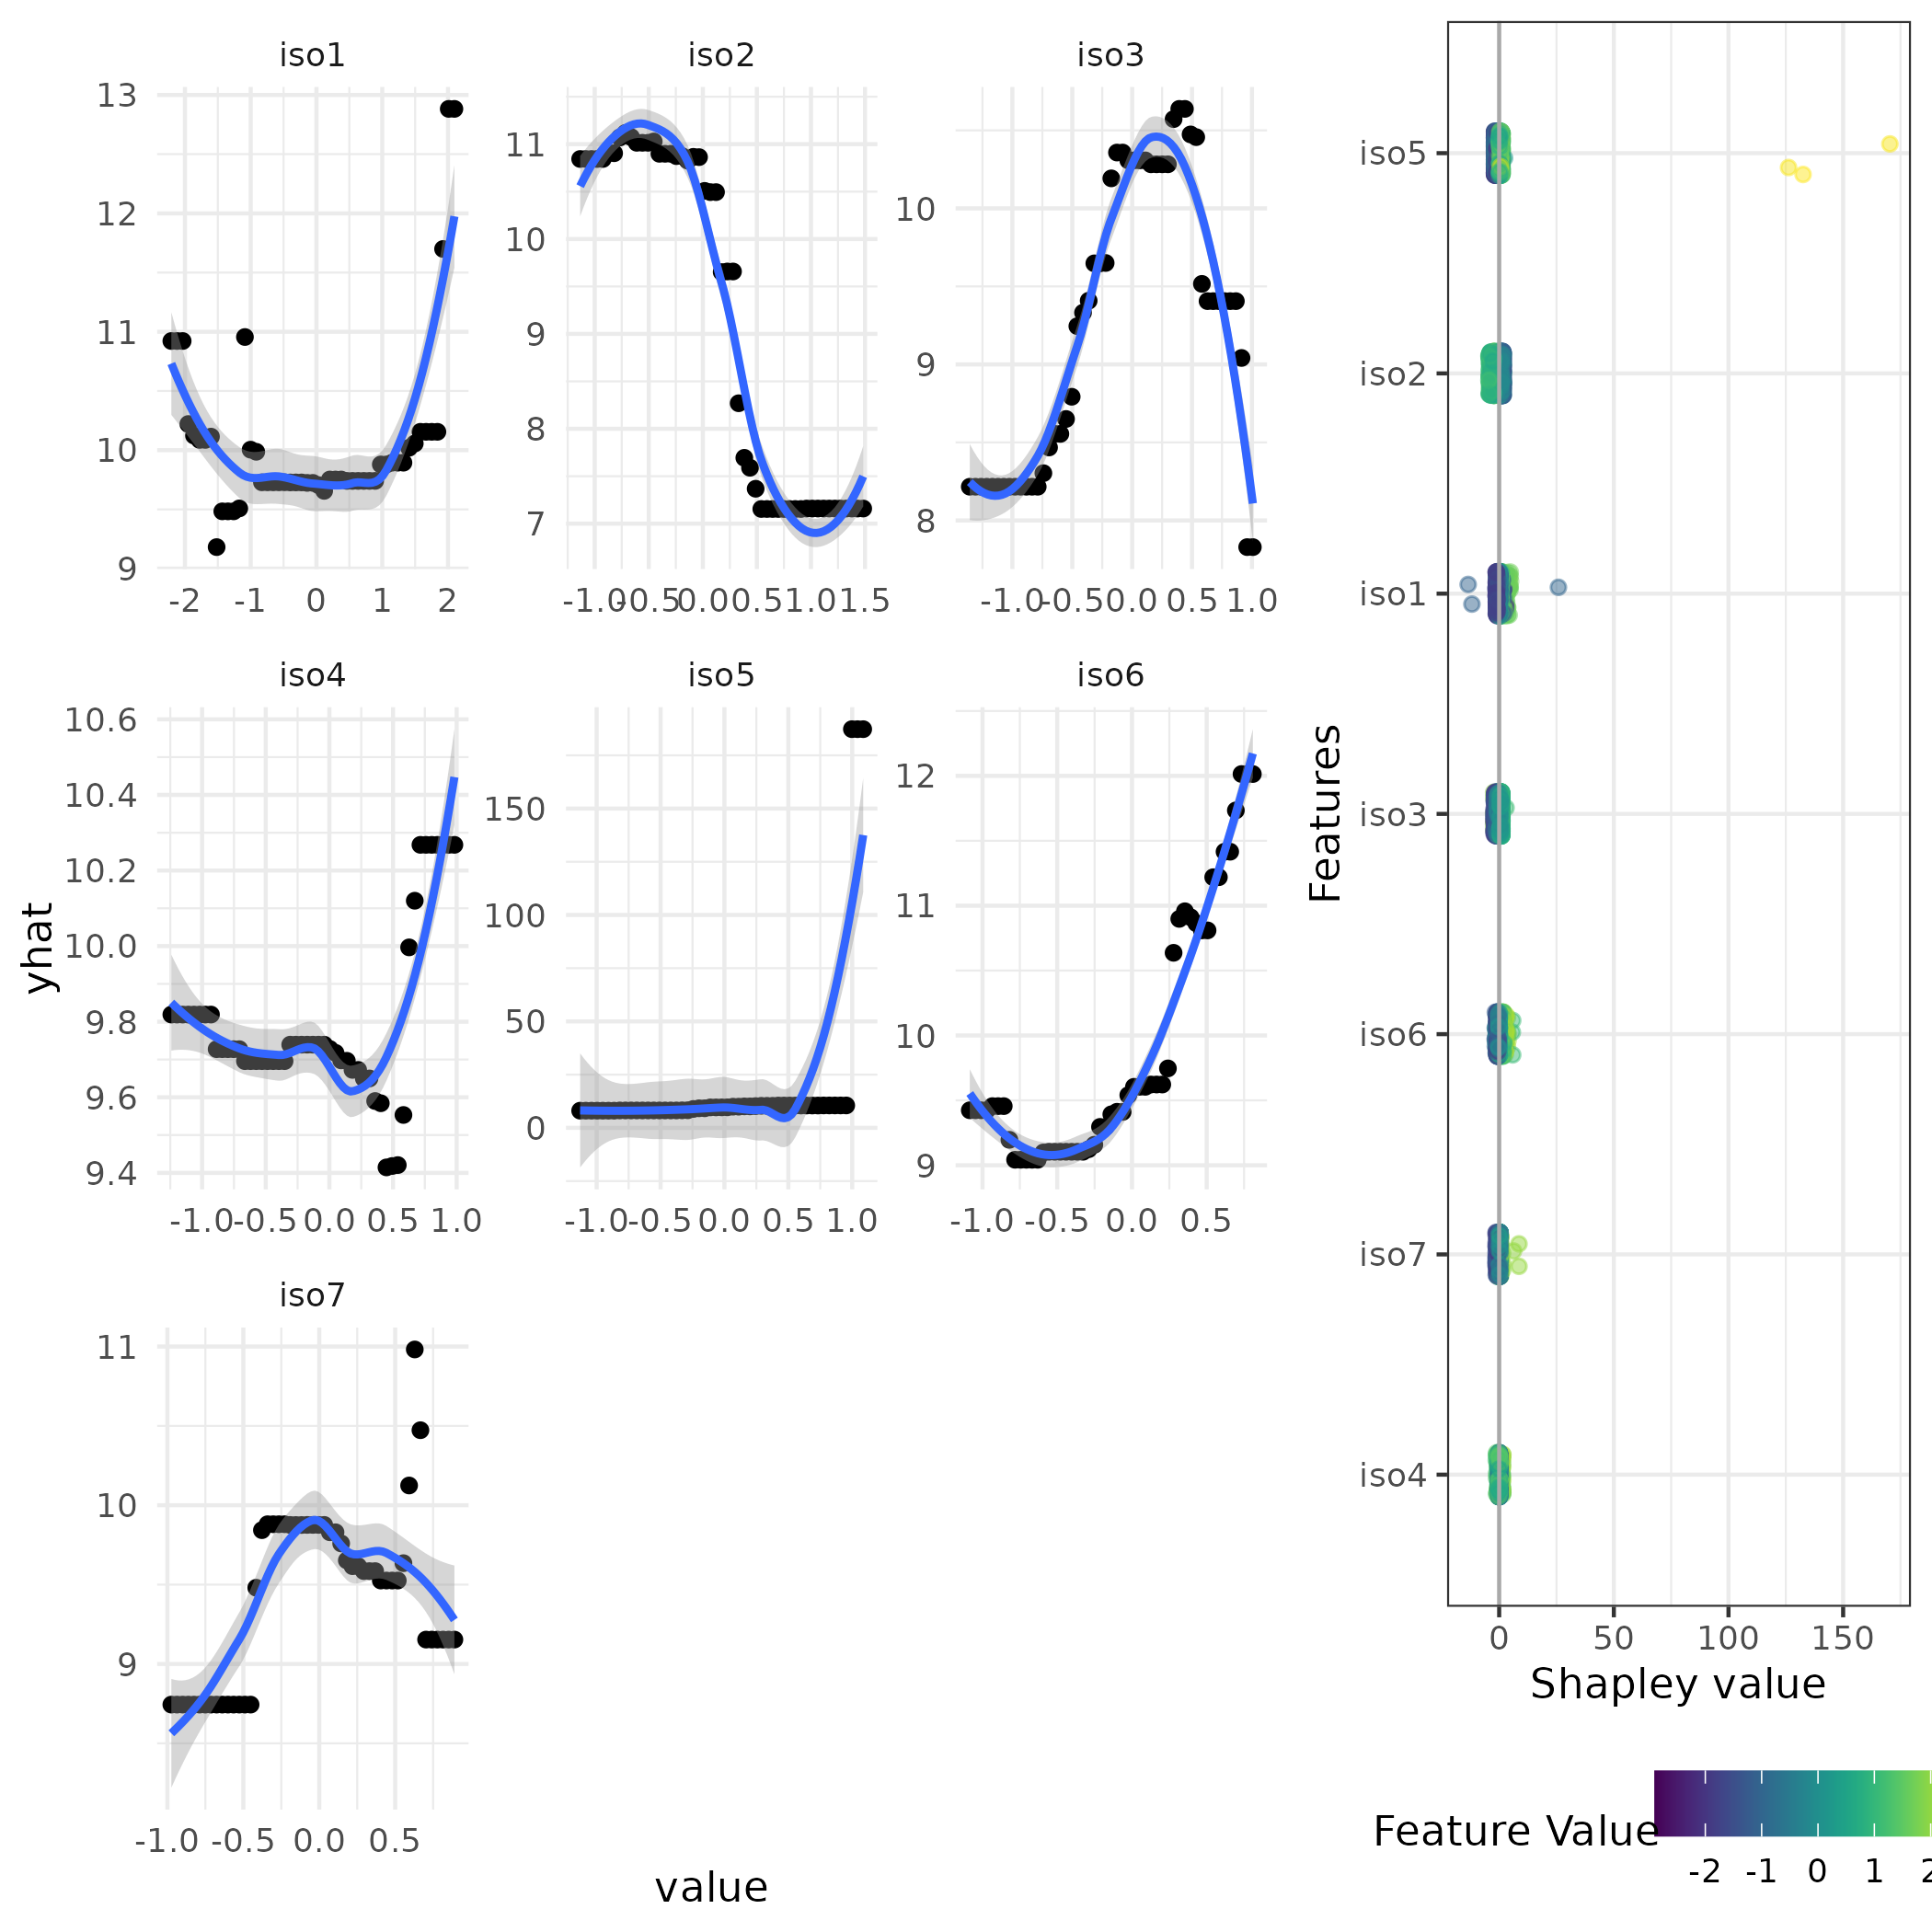 iso1
13
12
11
10
9
-2 -1 0 1 2
iso2
11
10
9
8
7
-1.0 -0.5 0.0 0.5 1.0 1.5
iso3
10
9
8
-1.0 -0.5 0.0 0.5 1.0
iso4
10.6
10.4
10.2
10.0
9.8
9.6
9.4
-1.0 -0.5 0.0 0.5 1.0
iso5
150
100
50
0
-1.0 -0.5 0.0 0.5 1.0
iso6
12
11
10
9
-1.0 -0.5 0.0 0.5
iso7
11
10
9
-1.0 -0.5 0.0 0.5
yhat
value
Features
iso5
iso2
iso1
iso3
iso6
iso7
iso4
0 50 100 150
Shapley value
Feature Value
-2 -1 0 1 2